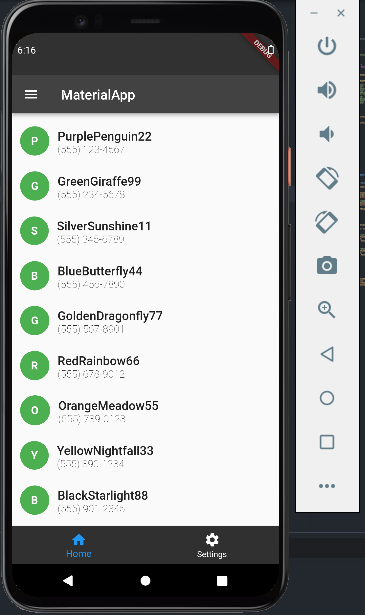 6:16
DEBUG
MaterialApp
P
PurplePenguin22
(555) 123-4567
G
GreenGiraffe99
(555) 234-5678
S
SilverSunshine11
(555) 345-6789
B
BlueButterfly44
(555) 456-7890
G
GoldenDragonfly77
(555) 567-8901
R
RedRainbow66
(555) 678-9012
O
OrangeMeadow55
(555) 789-0123
Y
YellowNightfall33
(555) 890-1234
B
BlackStarlight88
(555) 901-2345
Home
Settings